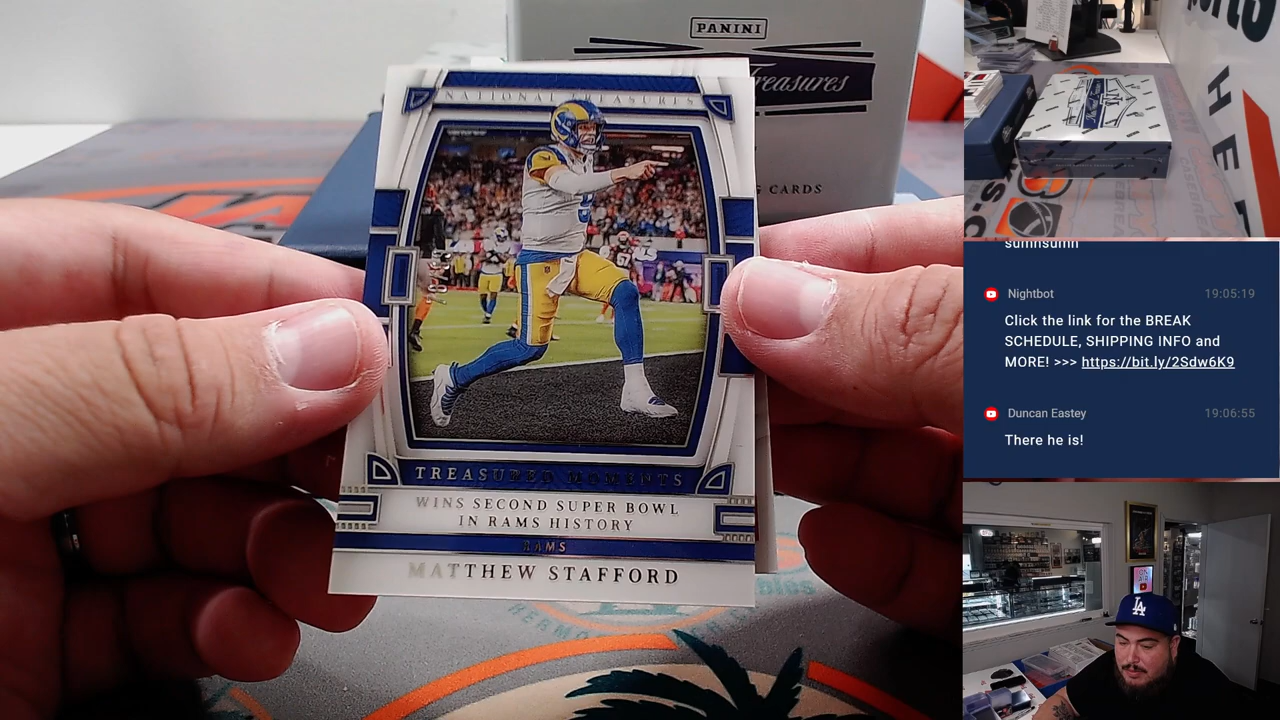 PANINI
Treasures
CARDS
NATIONAL TREASURES
TREASURED MOMENTS
WINS SECOND SUPER BOWL
IN RAMS HISTORY
RAMS
MATTHEW STAFFORD
sumnsumn
Nightbot 19:05:19
Click the link for the BREAK
SCHEDULE, SHIPPING INFO and
MORE! >>> https://bit.ly/2Sdw6K9
Duncan Eastey 19:06:55
There he is!
LA